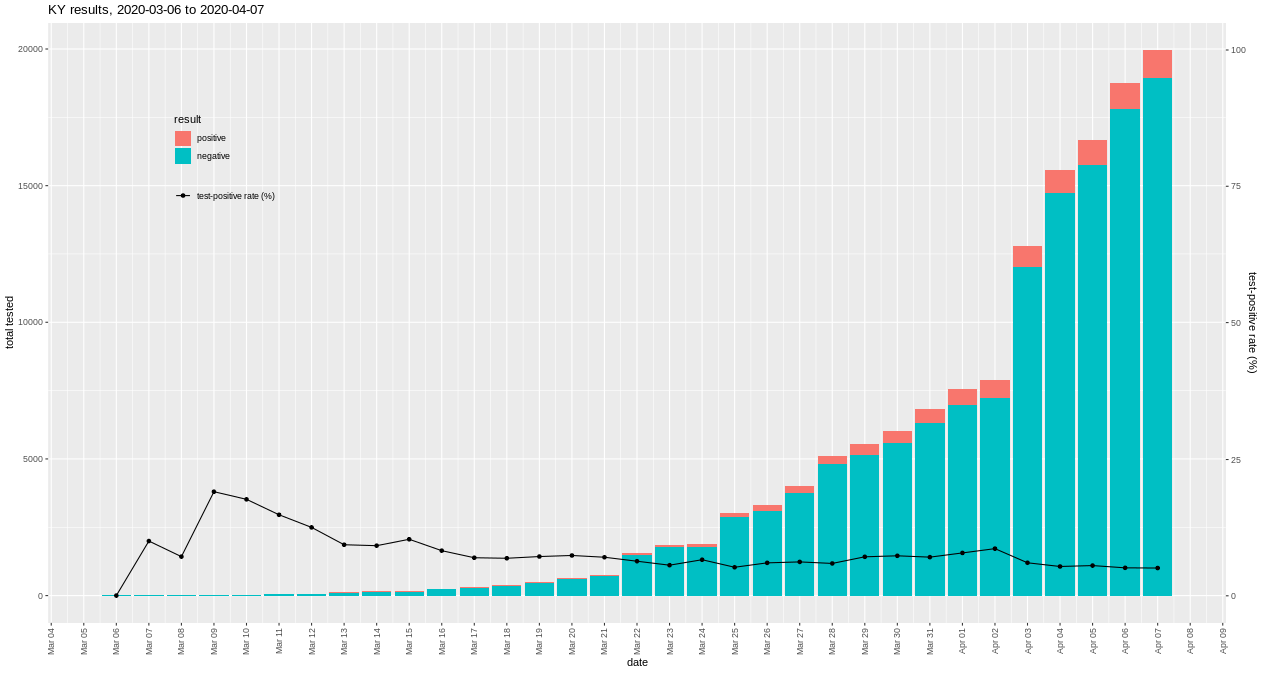 KY results, 2020-03-06 to 2020-04-07
20000
15000
10000
5000
0
total tested
result
positive
negative
test-positive rate (%)
100
75
50
25
0
test-positive rate (%)
Mar 04
Mar 05
Mar 06
Mar 07
Mar 08
Mar 09
Mar 10
Mar 11
Mar 12
Mar 13
Mar 14
Mar 15
Mar 16
Mar 17
Mar 18
Mar 19
Mar 20
Mar 21
Mar 22
Mar 23
Mar 24
Mar 25
Mar 26
Mar 27
Mar 28
Mar 29
Mar 30
Mar 31
Apr 01
Apr 02
Apr 03
Apr 04
Apr 05
Apr 06
Apr 07
Apr 08
Apr 09
date